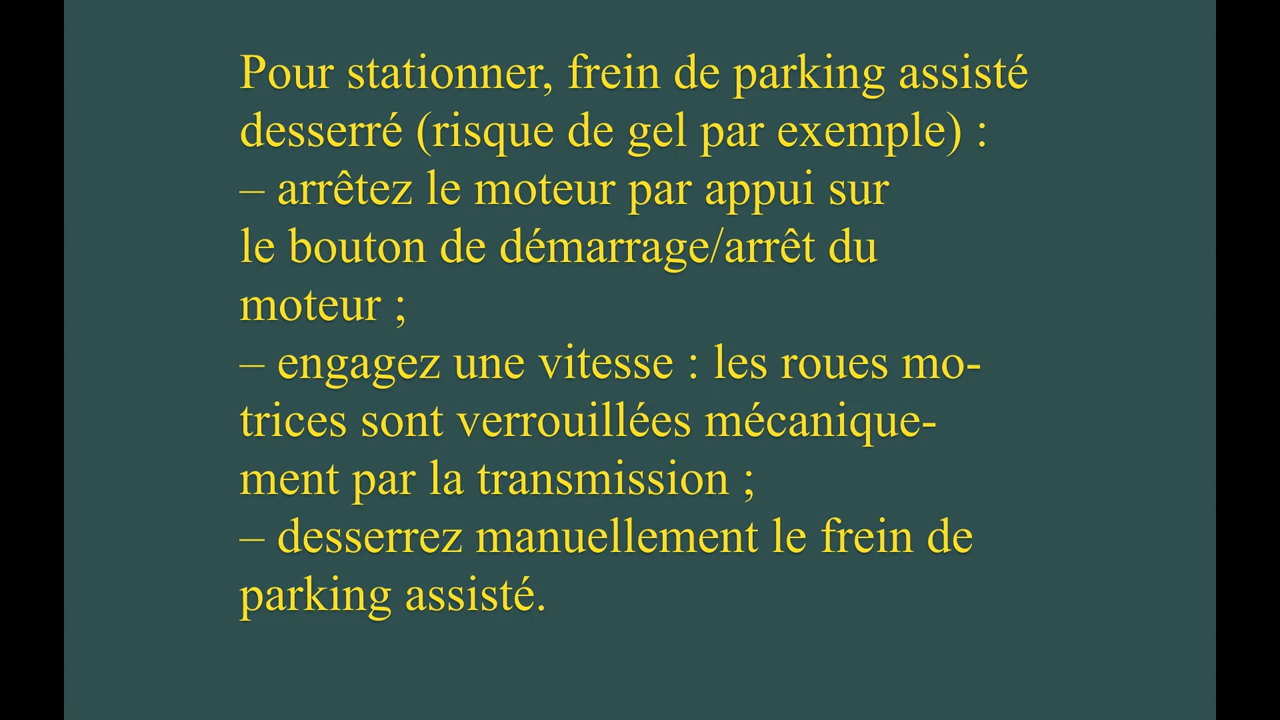 Pour stationner, frein de parking assisté
desserré (risque de gel par exemple) :
– arrêtez le moteur par appui sur
le bouton de démarrage/arrêt du
moteur ;
– engagez une vitesse : les roues mo-
trices sont verrouillées mécanique-
ment par la transmission ;
– desserrez manuellement le frein de
parking assisté.